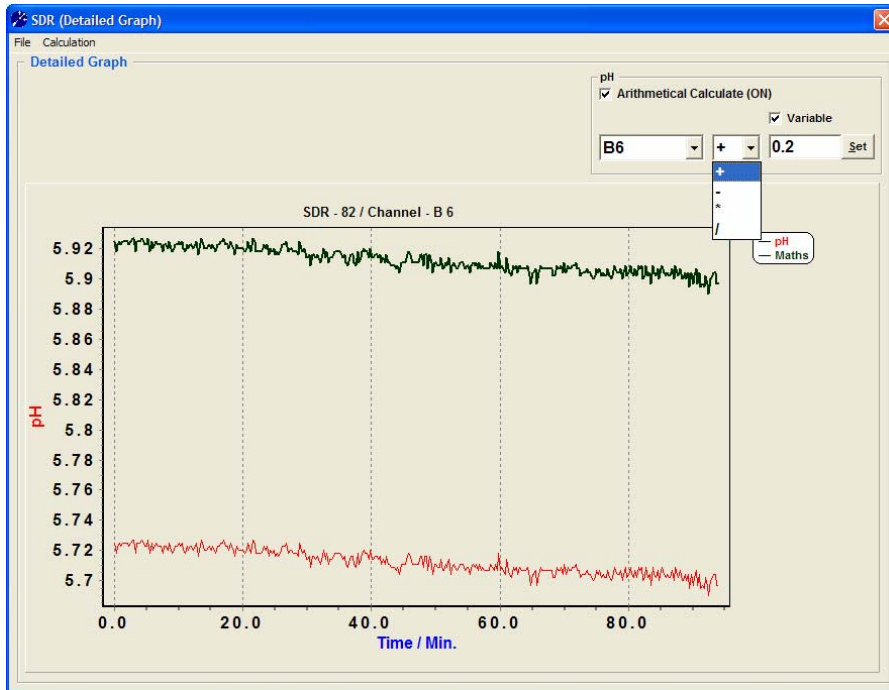 SDR (Detailed Graph)
File Calculation
Detailed Graph
pH
Arithmetical Calculate (ON)
Variable
B6 + 0.2 Set
+
-
*
/
SDR - 82 / Channel - B 6
pH
Maths
5.92
5.9
5.88
5.86
5.84
5.82
5.8
5.78
5.76
5.74
5.72
5.7
pH
0.0 20.0 40.0 60.0 80.0
Time / Min.